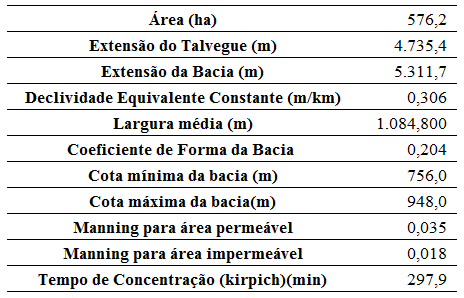 Área (ha) 576,2
Extensão do Talvegue (m) 4.735,4
Extensão da Bacia (m) 5.311,7
Declividade Equivalente Constante (m/km) 0,306
Largura média (m) 1.084,800
Coeficiente de Forma da Bacia 0,204
Cota mínima da bacia (m) 756,0
Cota máxima da bacia(m) 948,0
Manning para área permeável 0,035
Manning para área impermeável 0,018
Tempo de Concentração (kirpich)(min) 297,9